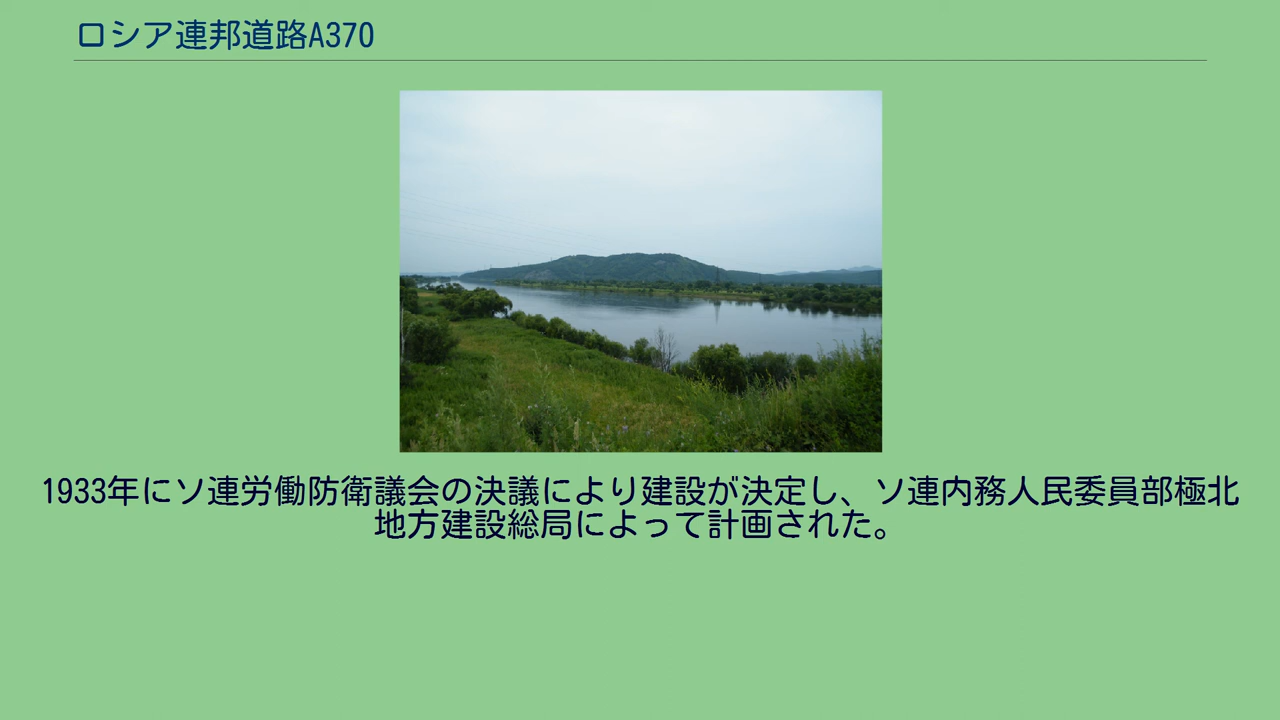 ロシア連邦道路A370
1933年にソ連労働防衛議会の決議により建設が決定し、ソ連内務人民委員部極北
地方建設総局によって計画された。